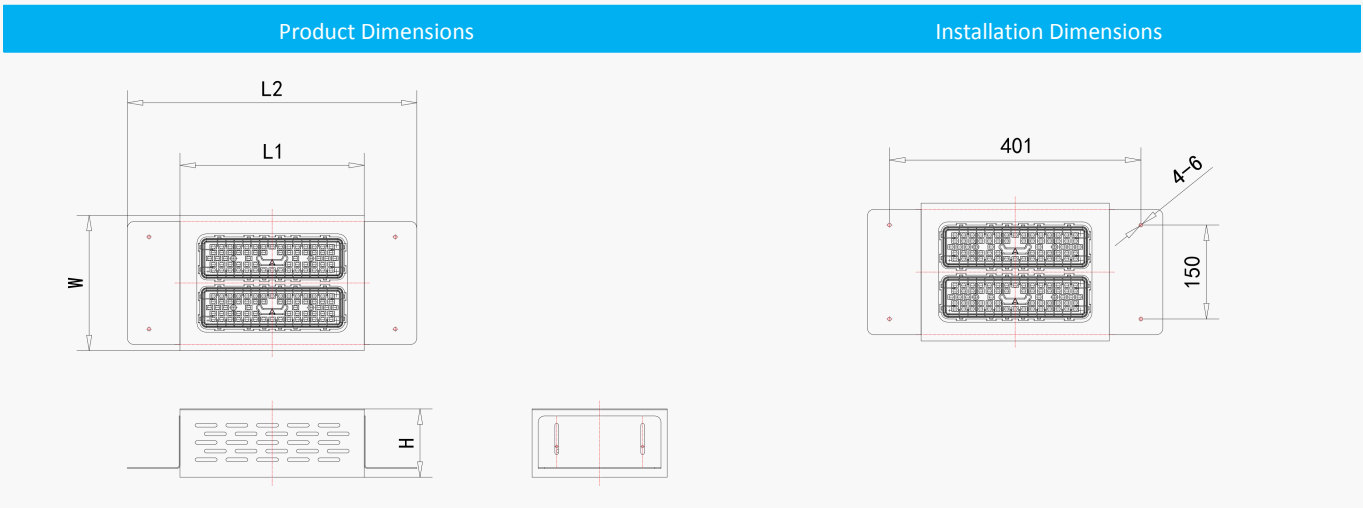 Product Dimensions
Installation Dimensions
L2
L1
W
H
401
4-6
150